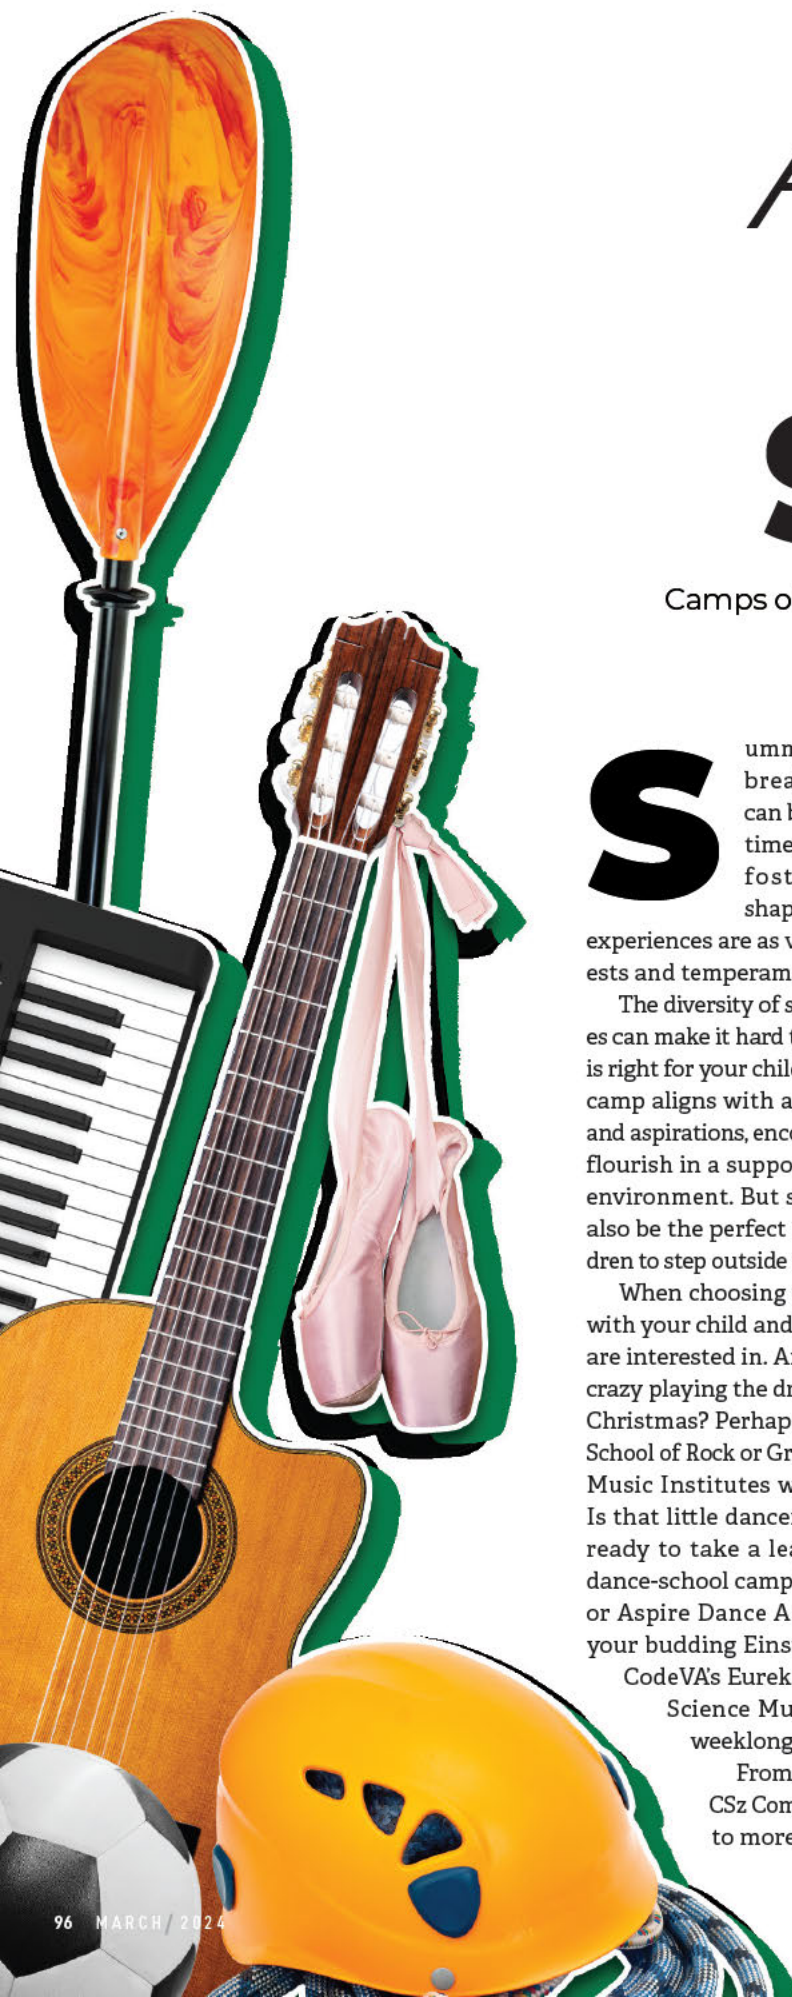 A
S
Camps o
S
umm
brea
can b
time
fost
shap
experiences are as v
ests and temperam
The diversity of s
es can make it hard t
is right for your chil
camp aligns with a
and aspirations, enc
flourish in a suppo
environment. But s
also be the perfect
dren to step outside
When choosing
with your child and
are interested in. A
crazy playing the dr
Christmas? Perhap
School of Rock or Gr
Music Institutes w
Is that little dance
ready to take a lea
dance-school camp
or Aspire Dance A
your budding Eins
CodeVA's Eurek
Science Mu
weeklong
From
CSz Com
to more
96 MARCH / 2024